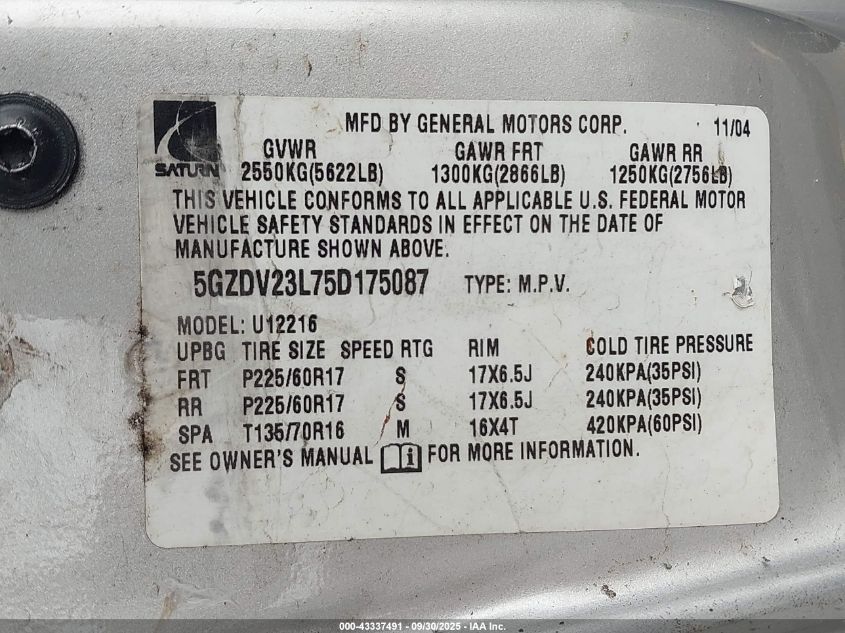 MFD BY GENERAL MOTORS CORP. 11/04
SATURN
GVWR GAWR FRT GAWR RR
2550KG(5622LB) 1300KG(2866LB) 1250KG(2756LB)
THIS VEHICLE CONFORMS TO ALL APPLICABLE U.S. FEDERAL MOTOR
VEHICLE SAFETY STANDARDS IN EFFECT ON THE DATE OF
MANUFACTURE SHOWN ABOVE.
5GZDV23L75D175087 TYPE: M.P.V.
MODEL: U12216
UPBG TIRE SIZE SPEED RTG RIM COLD TIRE PRESSURE
FRT P225/60R17 S 17X6.5J 240KPA(35PSI)
RR P225/60R17 S 17X6.5J 240KPA(35PSI)
SPA T135/70R16 M 16X4T 420KPA(60PSI)
SEE OWNER'S MANUAL i FOR MORE INFORMATION.
000-43337491 - 09/30/2025 - IAA Inc.